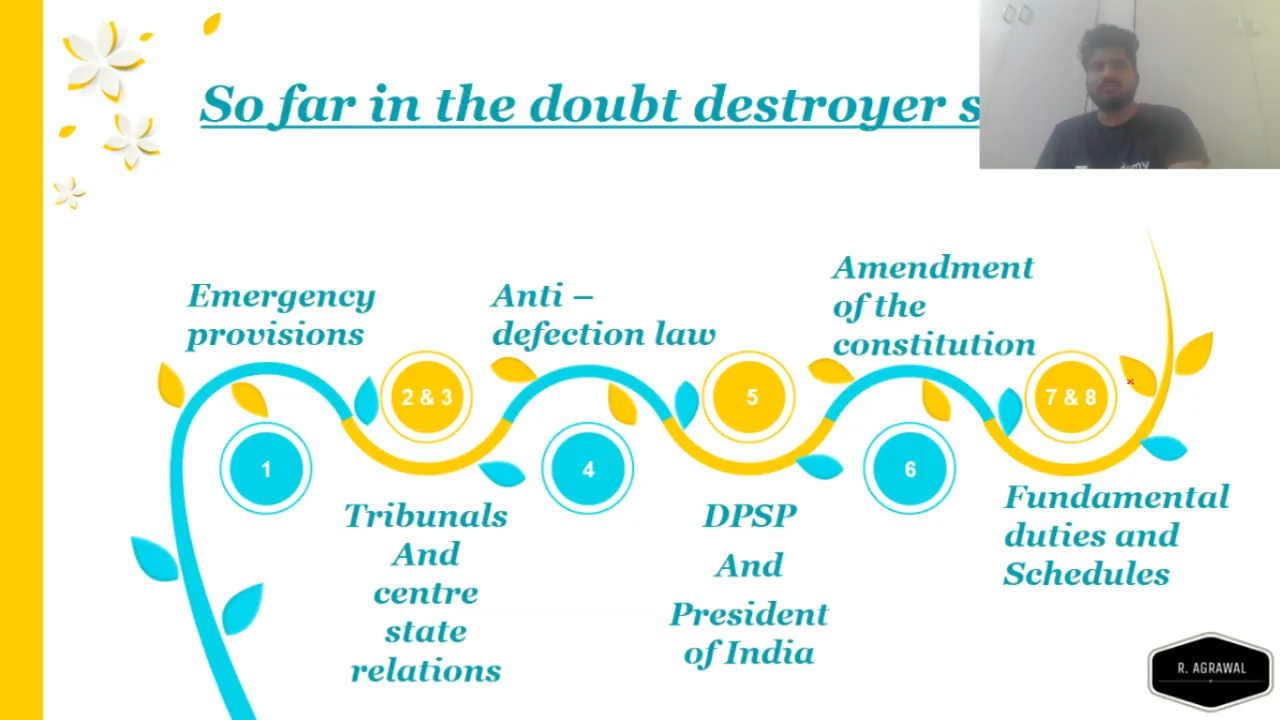 So far in the doubt destroyer s
Emergency
provisions
Anti –
defection law
Amendment
of the
constitution
1
2 & 3
4
5
6
7 & 8
Tribunals
And
centre
state
relations
DPSP
And
President
of India
Fundamental
duties and
Schedules
R. AGRAWAL